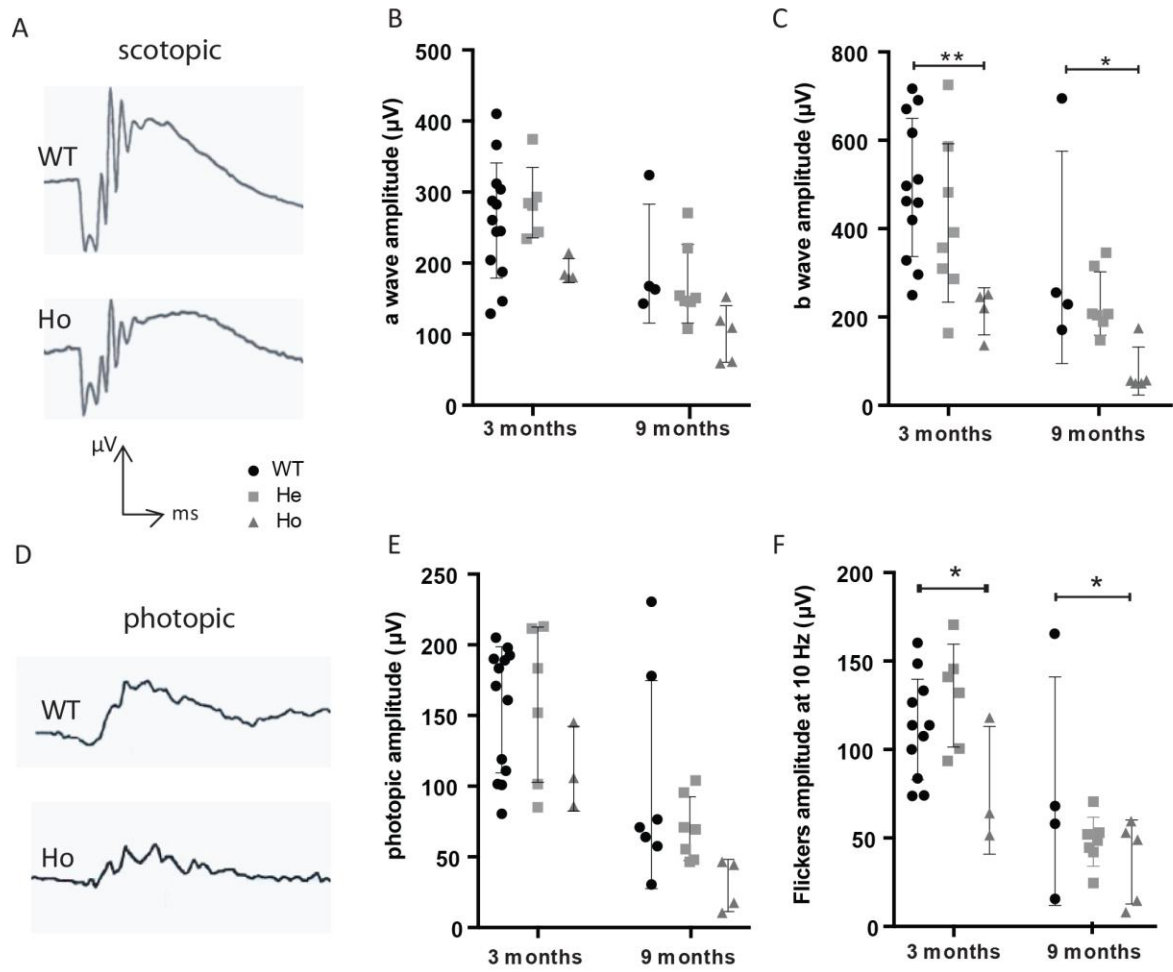 A
scotopic
WT
Ho
µV
ms
WT
He
Ho
B
a wave amplitude (µV)
500
400
300
200
100
0
3 months 9 months
C
b wave amplitude (µV)
800
600
400
200
0
** *
3 months 9 months
D
photopic
WT
Ho
E
photopic amplitude (µV)
250
200
150
100
50
0
3 months 9 months
F
Flickers amplitude at 10 Hz (µV)
200
150
100
50
0
* *
3 months 9 months